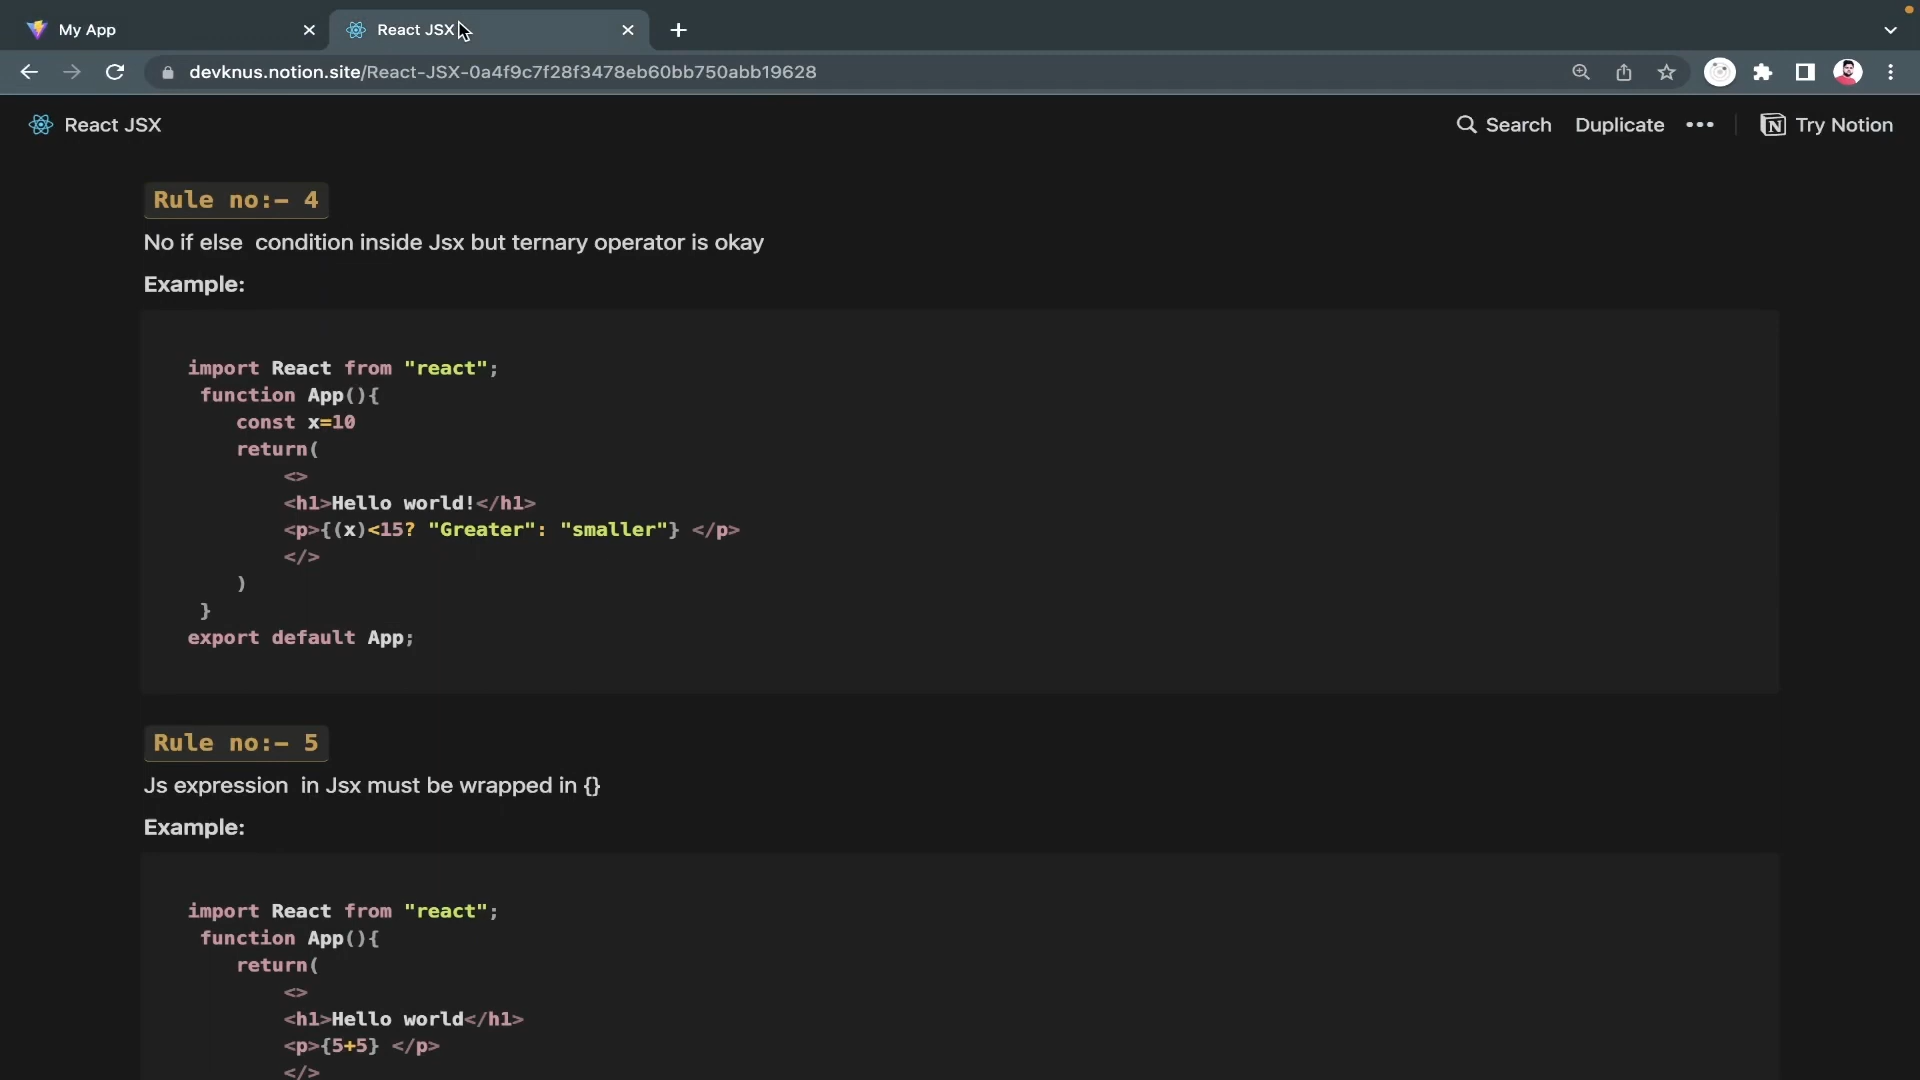 My App
React JSX
devknus.notion.site/React-JSX-0a4f9c7f28f3478eb60bb750abb19628
React JSX
Search Duplicate ••• Try Notion
Rule no:- 4
No if else  condition inside Jsx but ternary operator is okay
Example:
import React from "react";
function App(){
const x=10
return(
<>
<h1>Hello world!</h1>
<p>{(x)<15? "Greater": "smaller"} </p>
</>
)
}
export default App;
Rule no:- 5
Js expression  in Jsx must be wrapped in {}
Example:
import React from "react";
function App(){
return(
<>
<h1>Hello world</h1>
<p>{5+5} </p>
</>